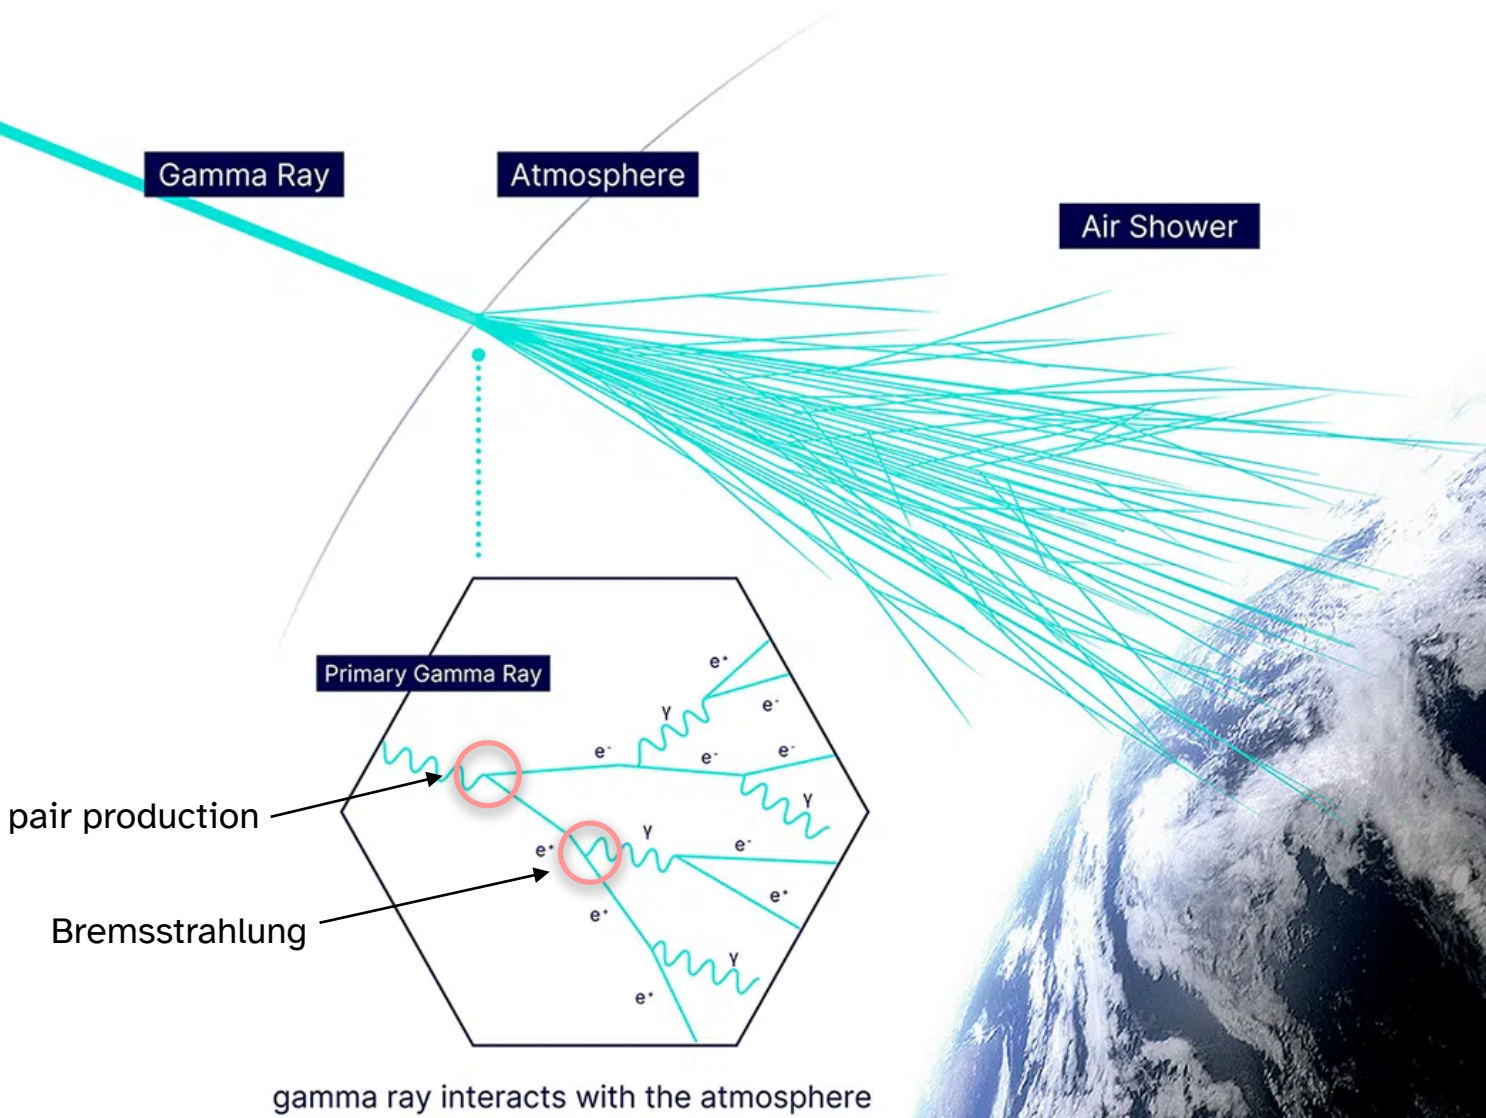 Gamma Ray
Atmosphere
Air Shower
Primary Gamma Ray
e⁺
γ
e⁻
e⁻
e⁻
e⁻
γ
pair production
γ
e⁻
e⁺
e⁺
Bremsstrahlung
e⁺
γ
e⁺
gamma ray interacts with the atmosphere